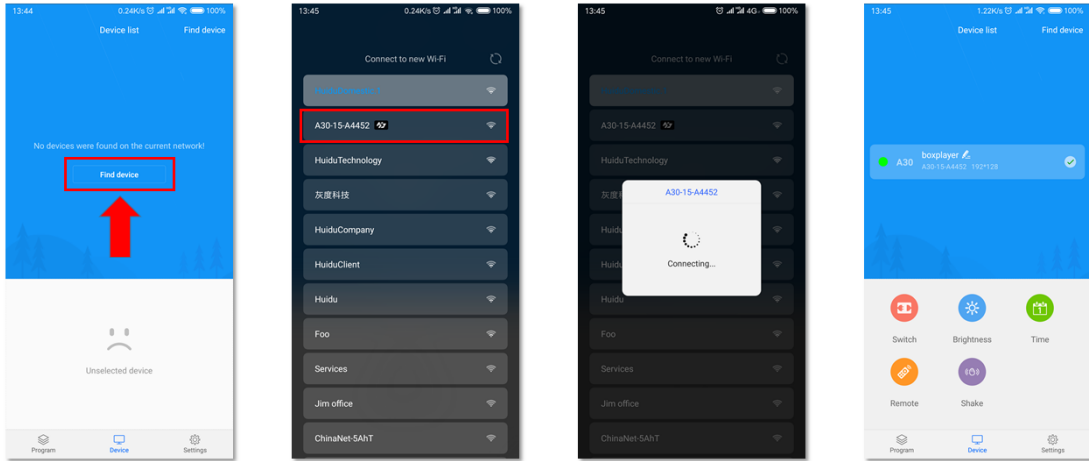 13:44 0.24K/s 100%
Device list Find device
No devices were found on the current network!
Find device
Unselected device
Program Device Settings
13:45 0.24K/s 100%
Connect to new Wi-Fi
A30-15-A4452
HuiduTechnology
灰度科技
HuiduCompany
HuiduClient
Huidu
Foo
Services
Jim office
ChinaNet-5AhT
13:45 4G 100%
Connect to new Wi-Fi
A30-15-A4452
HuiduTechnology
灰度
A30-15-A4452
Huidu
Connecting...
Huidu
Huidu
Foo
Services
Jim office
ChinaNet-5AhT
13:45 1.22K/s 100%
Device list Find device
A30 boxplayer
A30-15-A4452 192*128
Switch Brightness Time
Remote Shake
Program Device Settings